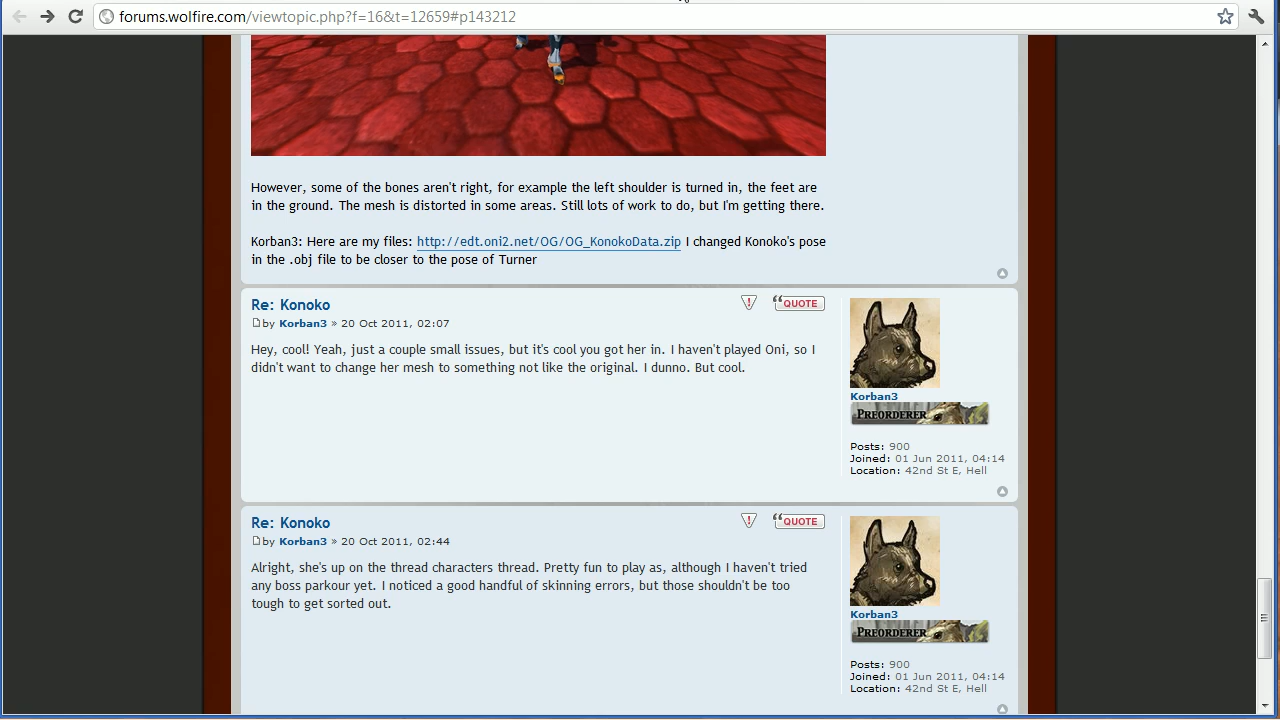 forums.wolfire.com/viewtopic.php?f=16&t=12659#p143212
However, some of the bones aren't right, for example the left shoulder is turned in, the feet are
in the ground. The mesh is distorted in some areas. Still lots of work to do, but I'm getting there.
Korban3: Here are my files: http://edt.oni2.net/OG/OG_KonokoData.zip I changed Konoko's pose
in the .obj file to be closer to the pose of Turner
Re: Konoko
! QUOTE
by Korban3 » 20 Oct 2011, 02:07
Hey, cool! Yeah, just a couple small issues, but it's cool you got her in. I haven't played Oni, so I
didn't want to change her mesh to something not like the original. I dunno. But cool.
Korban3
PREORDERER
Posts: 900
Joined: 01 Jun 2011, 04:14
Location: 42nd St E, Hell
Re: Konoko
! QUOTE
by Korban3 » 20 Oct 2011, 02:44
Alright, she's up on the thread characters thread. Pretty fun to play as, although I haven't tried
any boss parkour yet. I noticed a good handful of skinning errors, but those shouldn't be too
tough to get sorted out.
Korban3
PREORDERER
Posts: 900
Joined: 01 Jun 2011, 04:14
Location: 42nd St E, Hell